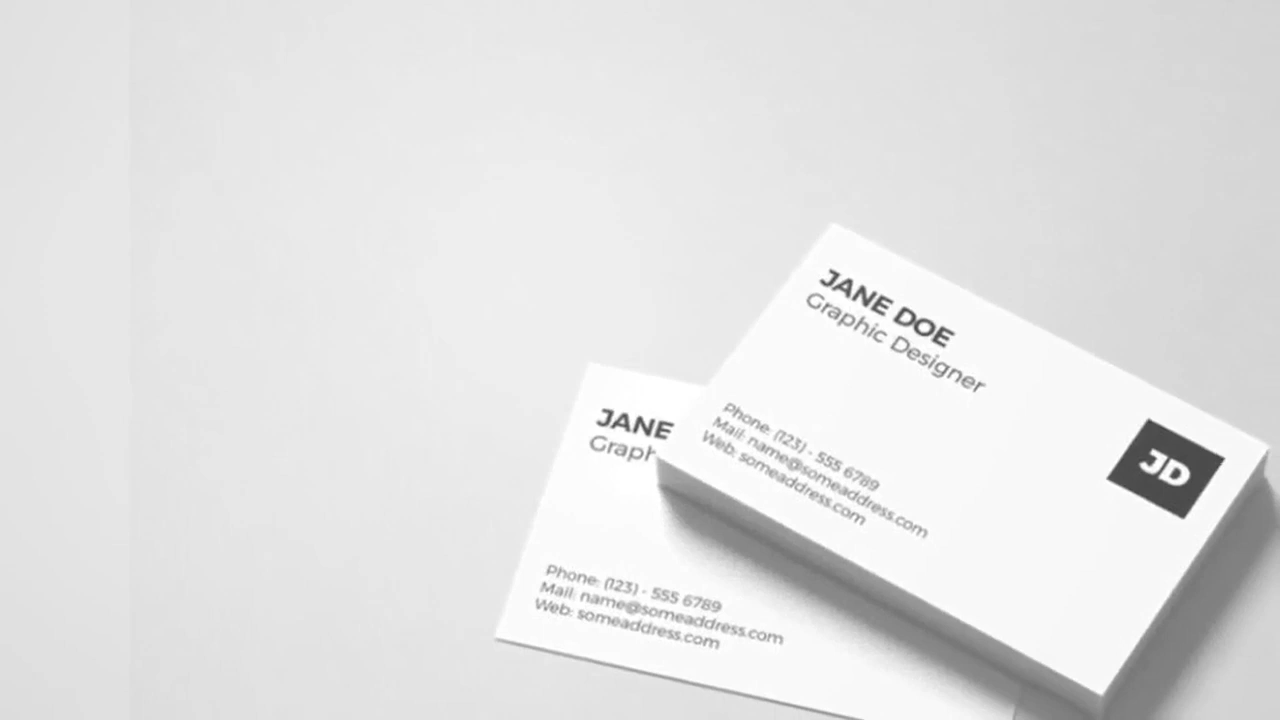 JANE DOE
Graphic Designer
Phone: (123) - 555 6789
Mail: name@someaddress.com
Web: someaddress.com
JD
JANE
Graph
Phone: (123) - 555 6789
Mail: name@someaddress.com
Web: someaddress.com